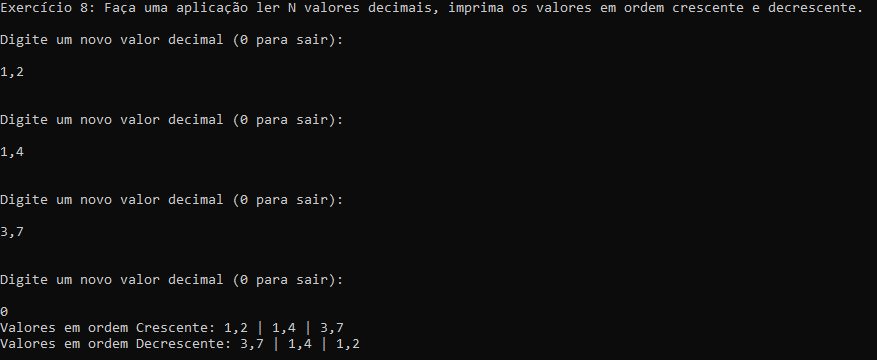 Exercício 8: Faça uma aplicação ler N valores decimais, imprima os valores em ordem crescente e decrescente.
Digite um novo valor decimal (0 para sair):
1,2
Digite um novo valor decimal (0 para sair):
1,4
Digite um novo valor decimal (0 para sair):
3,7
Digite um novo valor decimal (0 para sair):
0
Valores em ordem Crescente: 1,2 | 1,4 | 3,7
Valores em ordem Decrescente: 3,7 | 1,4 | 1,2